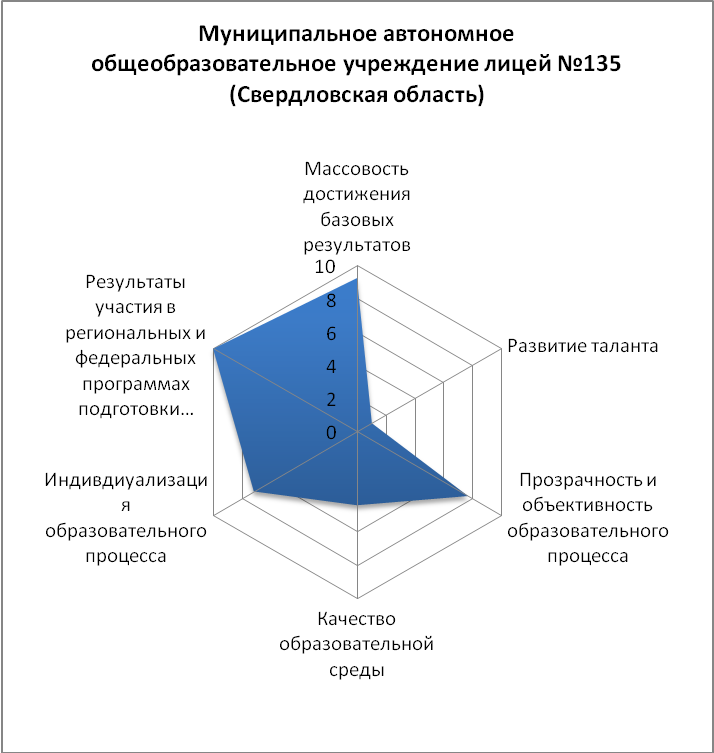 Муниципальное автономное
общеобразовательное учреждение лицей №135
(Свердловская область)
Массовость
достижения
базовых
результатов
10
8
6
4
2
0
Развитие таланта
Прозрачность и
объективность
образовательного
процесса
Качество
образовательной
среды
Индивдиуализаци
я
образовательного
процесса
Результаты
участия в
региональных и
федеральных
программах
подготовки...